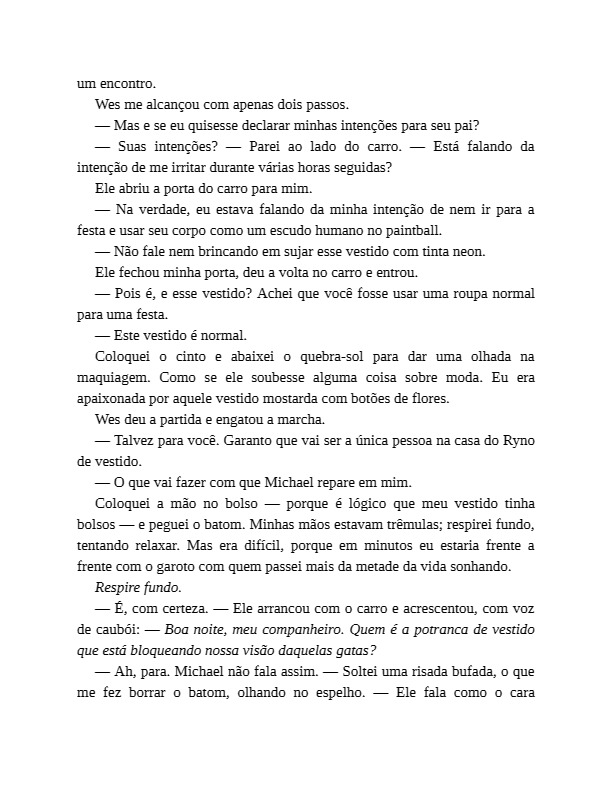 um encontro.
Wes me alcançou com apenas dois passos.
— Mas e se eu quisesse declarar minhas intenções para seu pai?
— Suas intenções? — Parei ao lado do carro. — Está falando da
intenção de me irritar durante várias horas seguidas?
Ele abriu a porta do carro para mim.
— Na verdade, eu estava falando da minha intenção de nem ir para a
festa e usar seu corpo como um escudo humano no paintball.
— Não fale nem brincando em sujar esse vestido com tinta neon.
Ele fechou minha porta, deu a volta no carro e entrou.
— Pois é, e esse vestido? Achei que você fosse usar uma roupa normal
para uma festa.
— Este vestido é normal.
Coloquei o cinto e abaixei o quebra-sol para dar uma olhada na
maquiagem. Como se ele soubesse alguma coisa sobre moda. Eu era
apaixonada por aquele vestido mostarda com botões de flores.
Wes deu a partida e engatou a marcha.
— Talvez para você. Garanto que vai ser a única pessoa na casa do Ryno
de vestido.
— O que vai fazer com que Michael repare em mim.
Coloquei a mão no bolso — porque é lógico que meu vestido tinha
bolsos — e peguei o batom. Minhas mãos estavam trêmulas; respirei fundo,
tentando relaxar. Mas era difícil, porque em minutos eu estaria frente a
frente com o garoto com quem passei mais da metade da vida sonhando.
Respire fundo.
— É, com certeza. — Ele arrancou com o carro e acrescentou, com voz
de caubói: — Boa noite, meu companheiro. Quem é a potranca de vestido
que está bloqueando nossa visão daquelas gatas?
— Ah, para. Michael não fala assim. — Soltei uma risada bufada, o que
me fez borrar o batom, olhando no espelho. — Ele fala como o cara